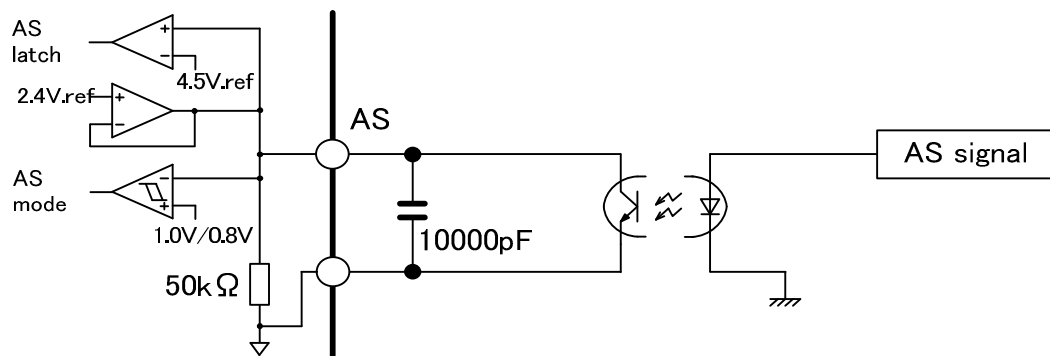 AS
latch
+
−
4.5V.ref
2.4V.ref
+
−
AS
AS signal
AS
mode
−
+
1.0V/0.8V
10000pF
50kΩ